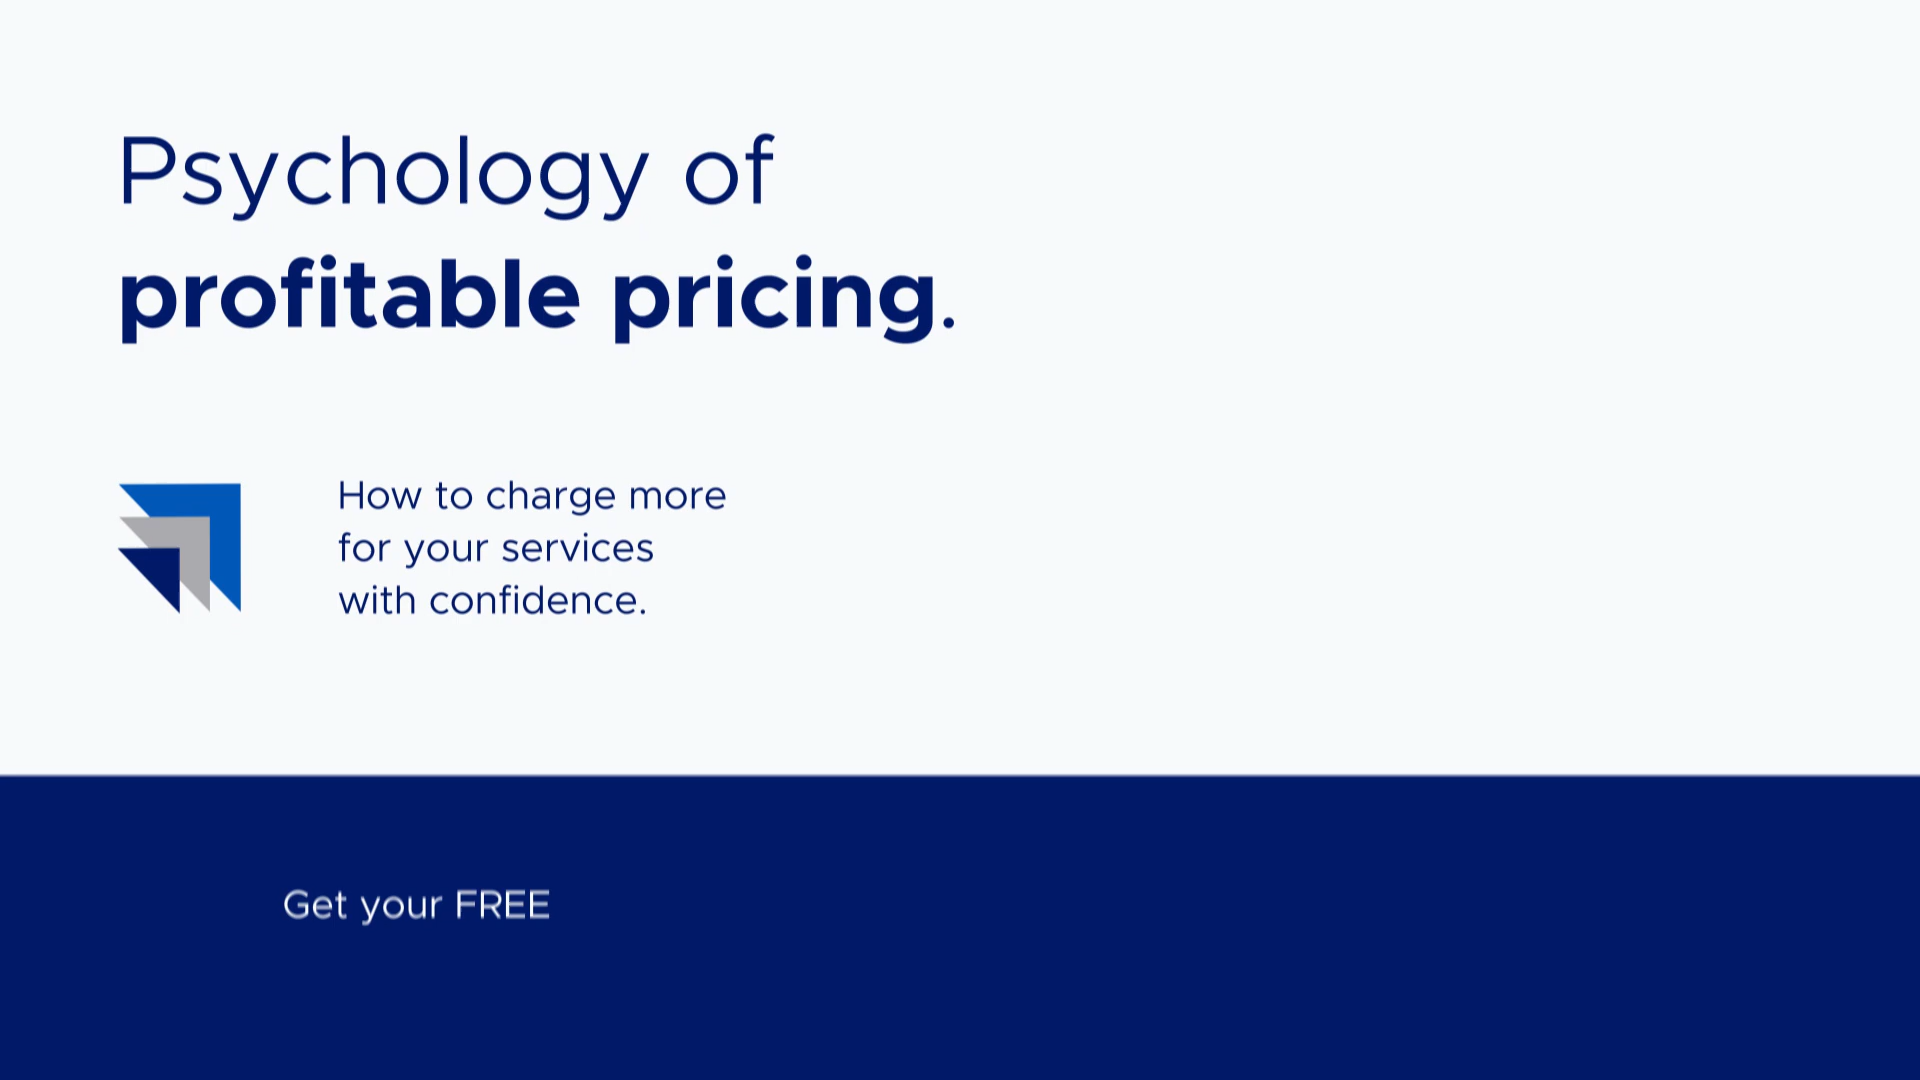 Psychology of
profitable pricing.
How to charge more
for your services
with confidence.
Get your FREE